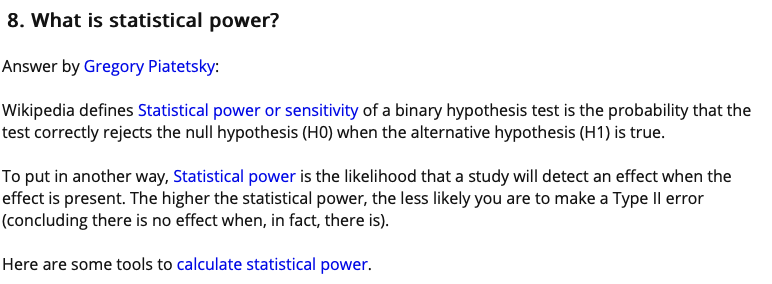 8. What is statistical power?
Answer by Gregory Piatetsky:
Wikipedia defines Statistical power or sensitivity of a binary hypothesis test is the probability that the
test correctly rejects the null hypothesis (H0) when the alternative hypothesis (H1) is true.
To put in another way, Statistical power is the likelihood that a study will detect an effect when the
effect is present. The higher the statistical power, the less likely you are to make a Type II error
(concluding there is no effect when, in fact, there is).
Here are some tools to calculate statistical power.